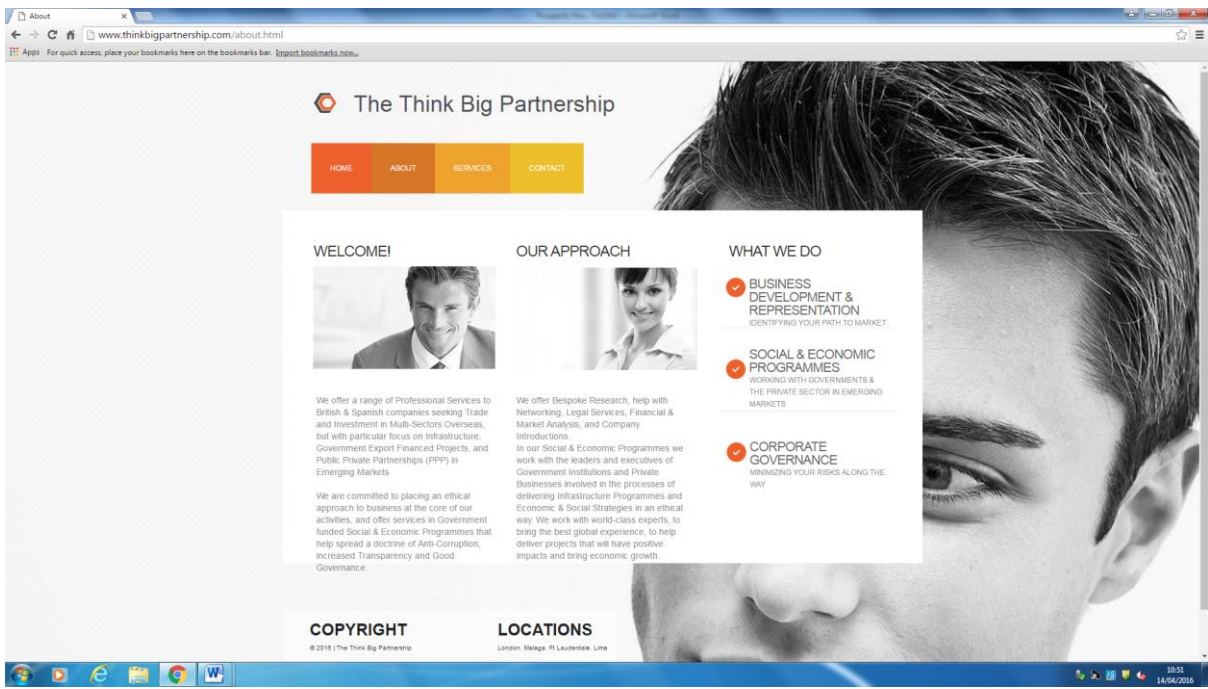 About
www.thinkbigpartnership.com/about.html
Apps For quick access, place your bookmarks here on the bookmarks bar. Import bookmarks now...
The Think Big Partnership
HOME ABOUT SERVICES CONTACT
WELCOME!
We offer a range of Professional Services to
British & Spanish companies seeking Trade
and Investment in Multi-Sectors Overseas,
but with particular focus on Infrastructure,
Government Export Financed Projects, and
Public Private Partnerships (PPP) in
Emerging Markets
We are committed to placing an ethical
approach to business at the core of our
activities, and offer services in Government
funded Social & Economic Programmes that
help spread a doctrine of Anti-Corruption,
increased Transparency and Good
Governance.
OUR APPROACH
We offer Bespoke Research, help with
Networking, Legal Services, Financial &
Market Analysis, and Company
Introductions.
In our Social & Economic Programmes we
work with the leaders and executives of
Government Institutions and Private
Businesses involved in the processes of
delivering Infrastructure Programmes and
Economic & Social Strategies in an ethical
way. We work with world-class experts, to
bring the best global experience, to help
deliver projects that will have positive
impacts and bring economic growth.
WHAT WE DO
BUSINESS
DEVELOPMENT &
REPRESENTATION
IDENTIFYING YOUR PATH TO MARKET
SOCIAL & ECONOMIC
PROGRAMMES
WORKING WITH GOVERNMENTS &
THE PRIVATE SECTOR IN EMERGING
MARKETS
CORPORATE
GOVERNANCE
MINIMIZING YOUR RISKS ALONG THE
WAY
COPYRIGHT
© 2016 | The Think Big Partnership
LOCATIONS
London, Malaga, Ft Lauderdale, Lima
10:51
14/04/2016